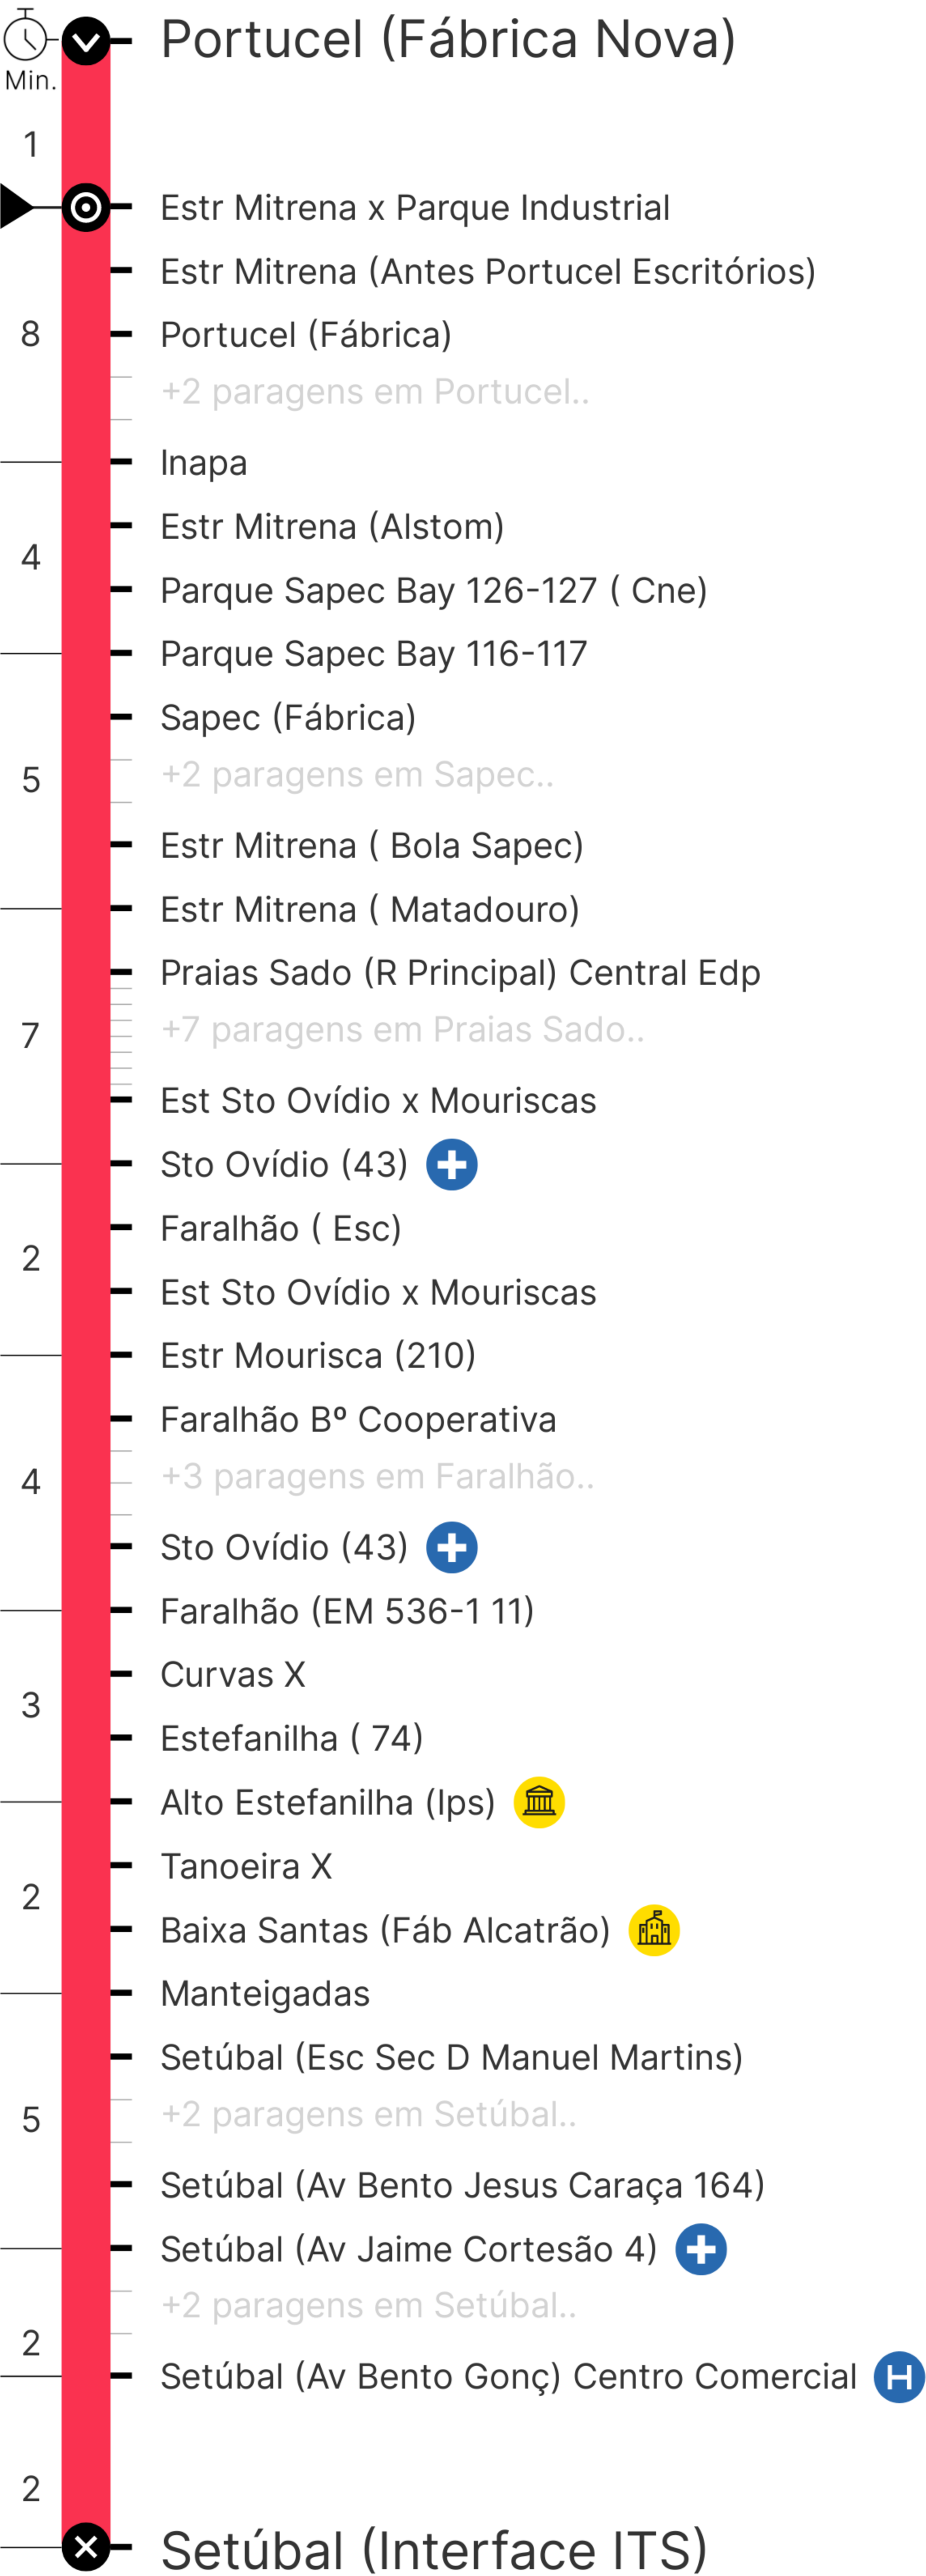 Portucel (Fábrica Nova)
Min.
1
Estr Mitrena x Parque Industrial
Estr Mitrena (Antes Portucel Escritórios)
8
Portucel (Fábrica)
+2 paragens em Portucel..
Inapa
Estr Mitrena (Alstom)
4
Parque Sapec Bay 126-127 ( Cne)
Parque Sapec Bay 116-117
Sapec (Fábrica)
5
+2 paragens em Sapec..
Estr Mitrena ( Bola Sapec)
Estr Mitrena ( Matadouro)
Praias Sado (R Principal) Central Edp
7
+7 paragens em Praias Sado..
Est Sto Ovídio x Mouriscas
Sto Ovídio (43)
Faralhão ( Esc)
2
Est Sto Ovídio x Mouriscas
Estr Mourisca (210)
Faralhão Bº Cooperativa
4
+3 paragens em Faralhão..
Sto Ovídio (43)
Faralhão (EM 536-1 11)
Curvas X
3
Estefanilha ( 74)
Alto Estefanilha (Ips)
Tanoeira X
2
Baixa Santas (Fáb Alcatrão)
Manteigadas
Setúbal (Esc Sec D Manuel Martins)
5
+2 paragens em Setúbal..
Setúbal (Av Bento Jesus Caraça 164)
Setúbal (Av Jaime Cortesão 4)
+2 paragens em Setúbal..
2
Setúbal (Av Bento Gonç) Centro Comercial H
2
Setúbal (Interface ITS)